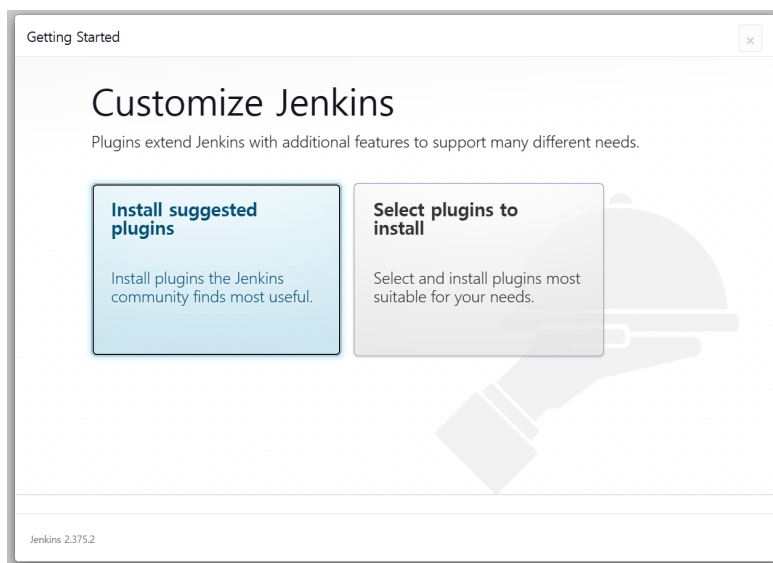 Getting Started
×
Customize Jenkins
Plugins extend Jenkins with additional features to support many different needs.
Install suggested
plugins
Install plugins the Jenkins
community finds most useful.
Select plugins to
install
Select and install plugins most
suitable for your needs.
Jenkins 2.375.2